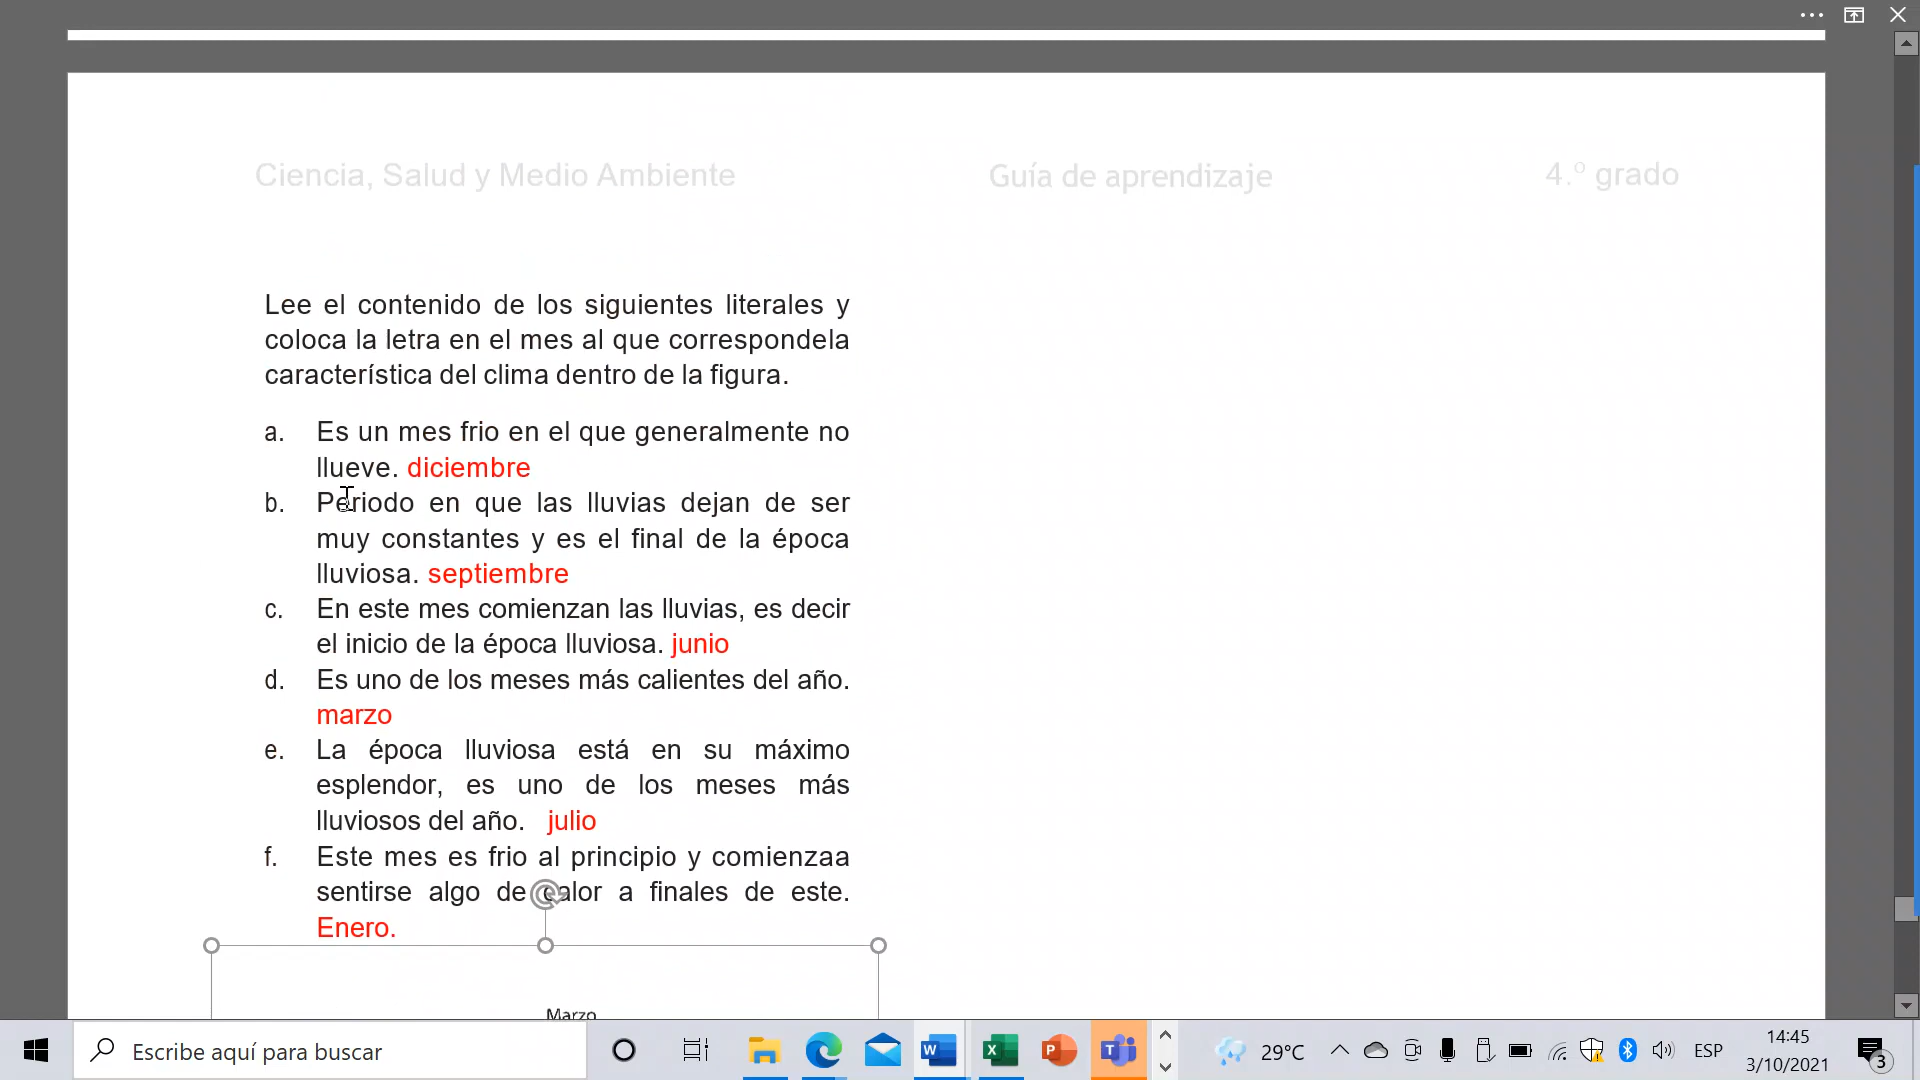 Ciencia, Salud y Medio Ambiente Guía de aprendizaje 4.º grado
Lee el contenido de los siguientes literales y
coloca la letra en el mes al que correspondela
característica del clima dentro de la figura.
a. Es un mes frio en el que generalmente no
llueve. diciembre
b. Periodo en que las lluvias dejan de ser
muy constantes y es el final de la época
lluviosa. septiembre
c. En este mes comienzan las lluvias, es decir
el inicio de la época lluviosa. junio
d. Es uno de los meses más calientes del año.
marzo
e. La época lluviosa está en su máximo
esplendor, es uno de los meses más
lluviosos del año. julio
f. Este mes es frio al principio y comienzaa
sentirse algo de calor a finales de este.
Enero.
Marzo
Escribe aquí para buscar
29°C
ESP
14:45
3/10/2021
3